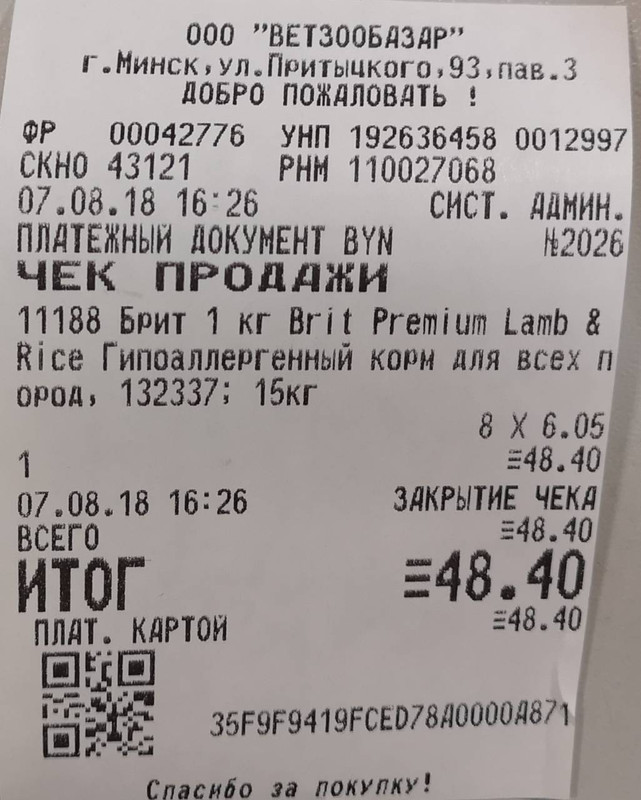 ООО "ВЕТЗООБАЗАР"
г.Минск,ул.Притыцкого,93,пав.3
ДОБРО ПОЖАЛОВАТЬ !
ФР 00042776 УНП 192636458 0012997
СКНО 43121 РНМ 110027068
07.08.18 16:26 СИСТ. АДМИН.
ПЛАТЕЖНЫЙ ДОКУМЕНТ BYN №2026
ЧЕК ПРОДАЖИ
11188 Брит 1 кг Brit Premium Lamb &
Rice Гипоаллергенный корм для всех п
ород, 132337; 15кг
8 X 6.05
1 ≡48.40
07.08.18 16:26 ЗАКРЫТИЕ ЧЕКА
ВСЕГО ≡48.40
ИТОГ ≡48.40
ПЛАТ. КАРТОЙ ≡48.40
35F9F9419FCED78A0000A871
Спасибо за покупку!